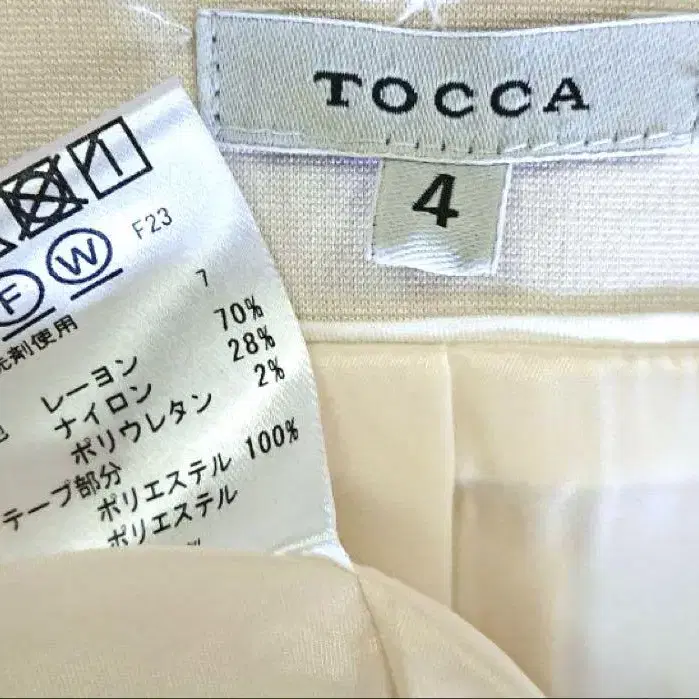 TOCCA
4
F W F23
洗剤使用
7
レーヨン 70%
ナイロン 28%
ポリウレタン 2%
テープ部分
ポリエステル 100%
ポリエステル